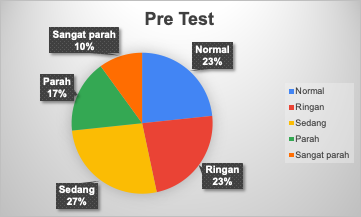 Pre Test
Sangat parah
10%
Normal
23%
Parah
17%
Ringan
23%
Sedang
27%
Normal
Ringan
Sedang
Parah
Sangat parah